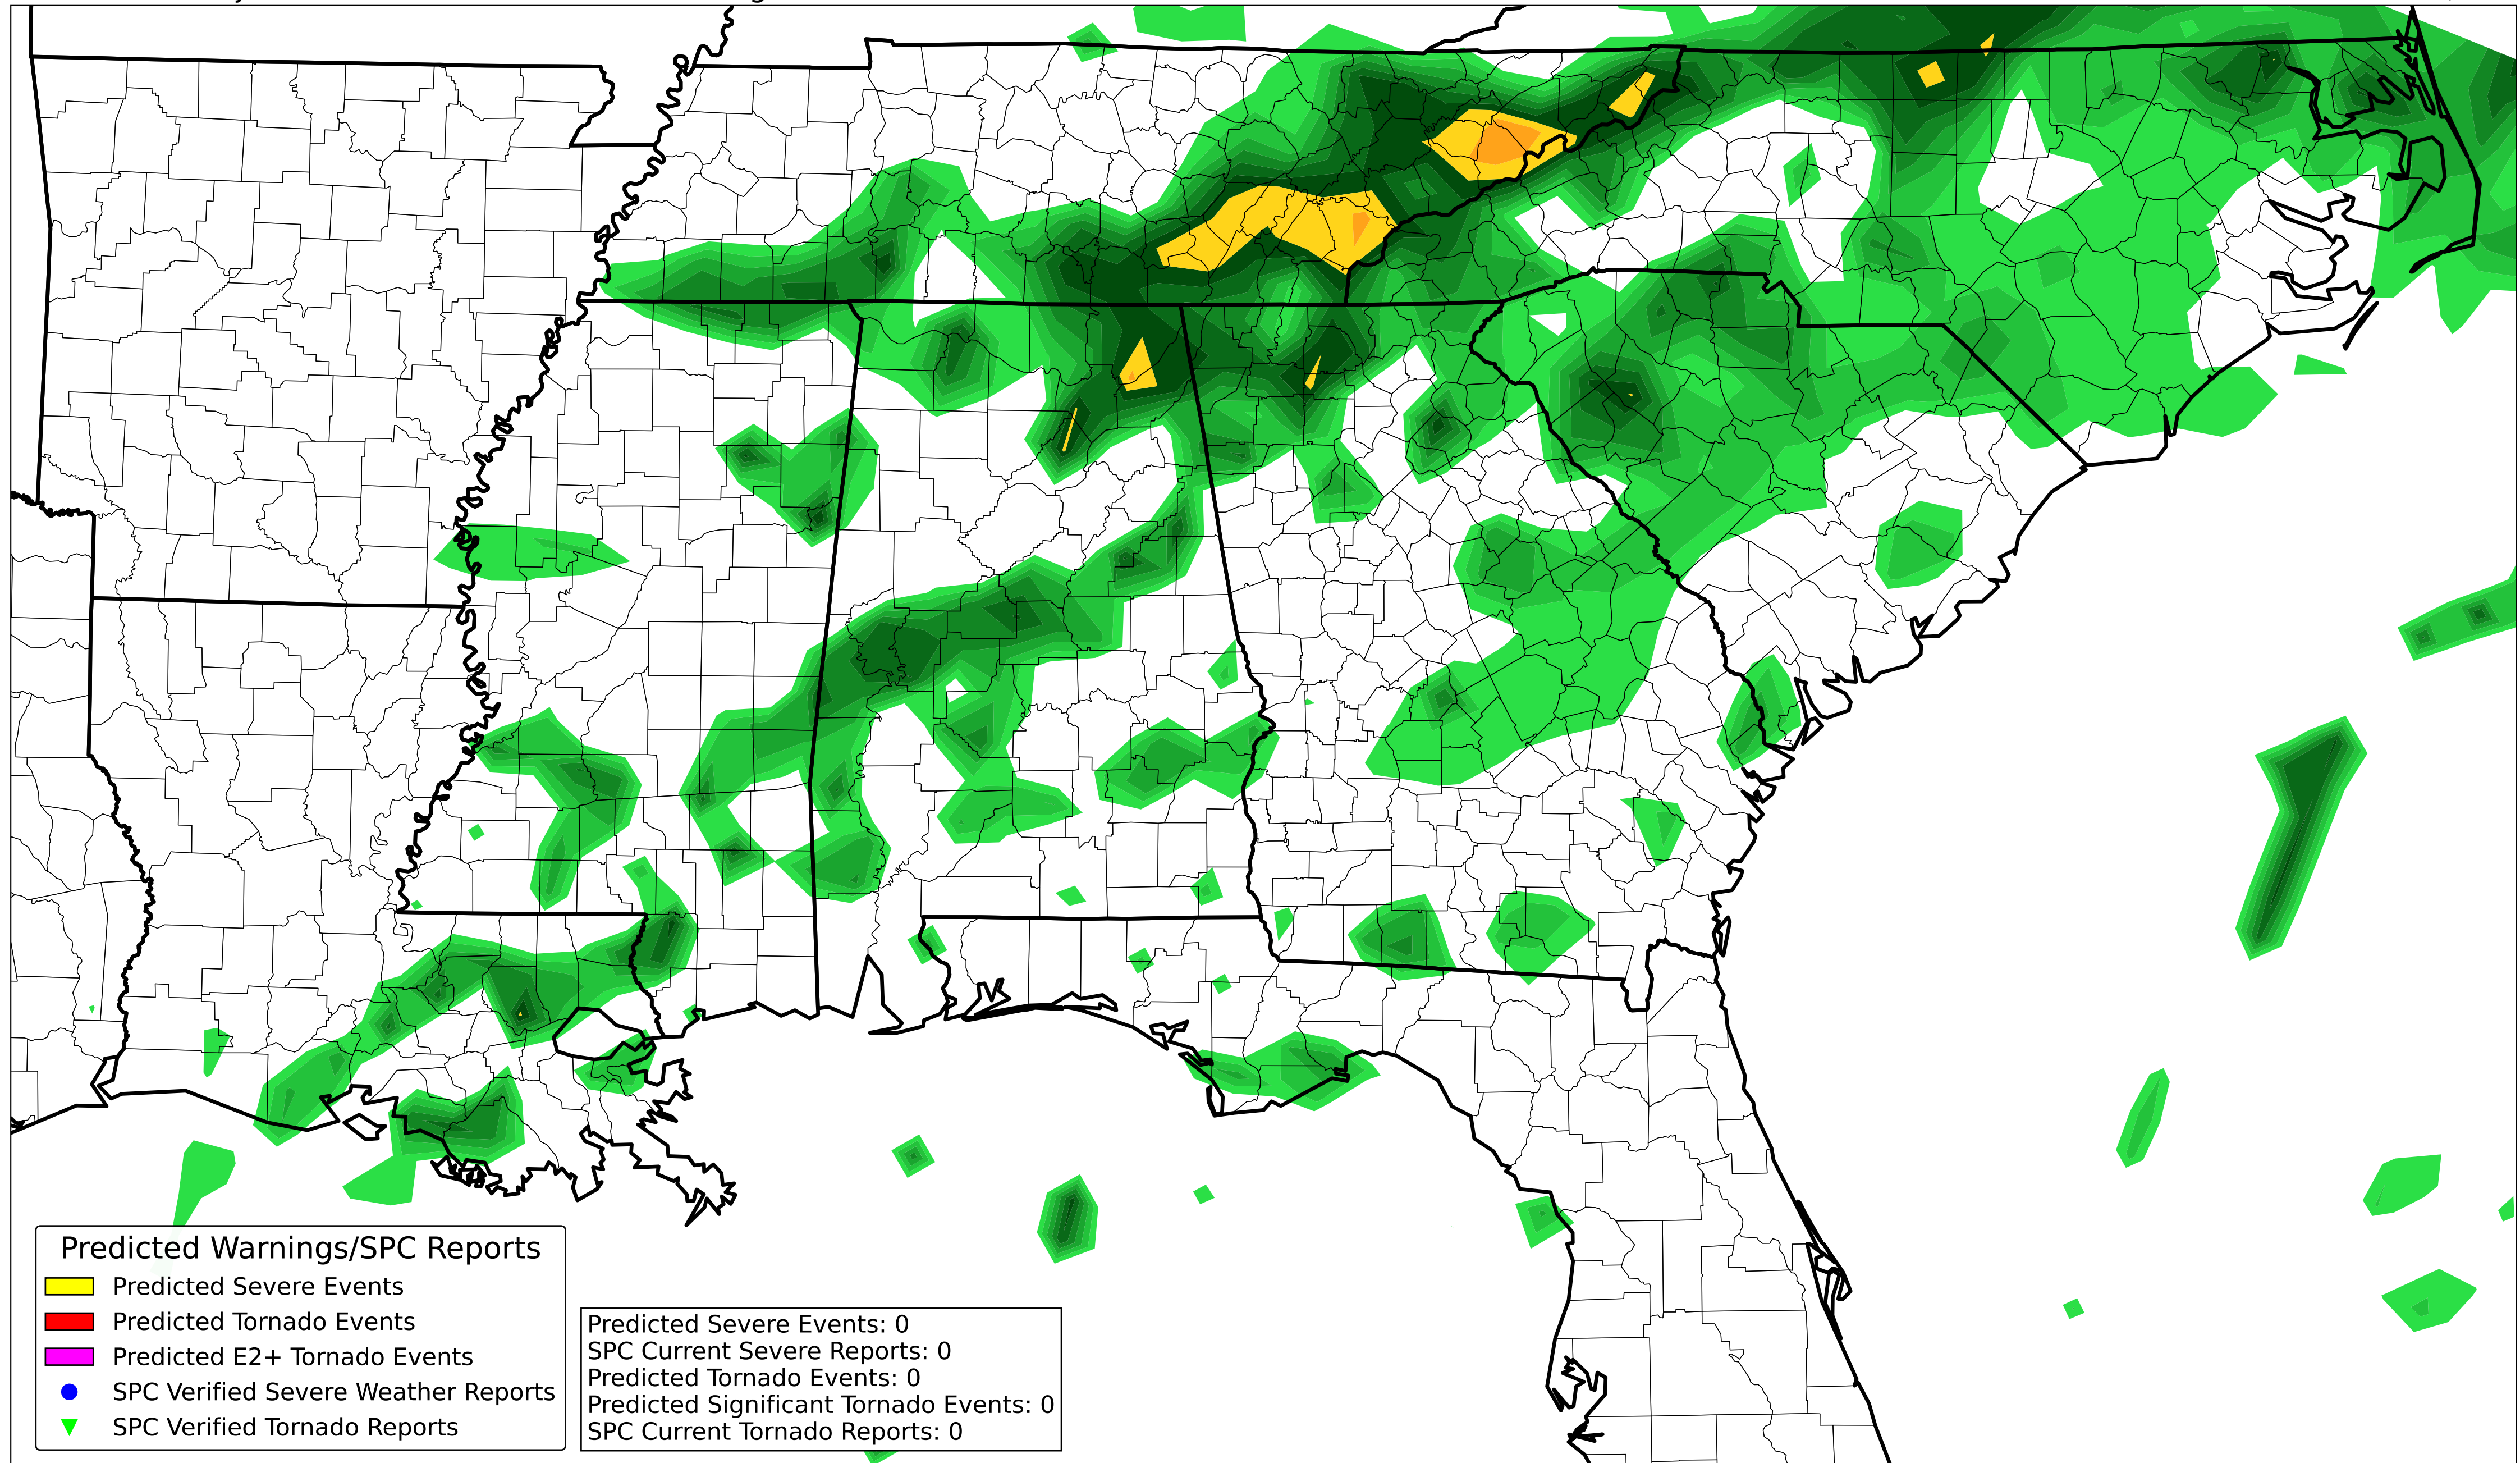 Predicted Warnings/SPC Reports
Predicted Severe Events
Predicted Tornado Events
Predicted E2+ Tornado Events
SPC Verified Severe Weather Reports
SPC Verified Tornado Reports
Predicted Severe Events: 0
SPC Current Severe Reports: 0
Predicted Tornado Events: 0
Predicted Significant Tornado Events: 0
SPC Current Tornado Reports: 0